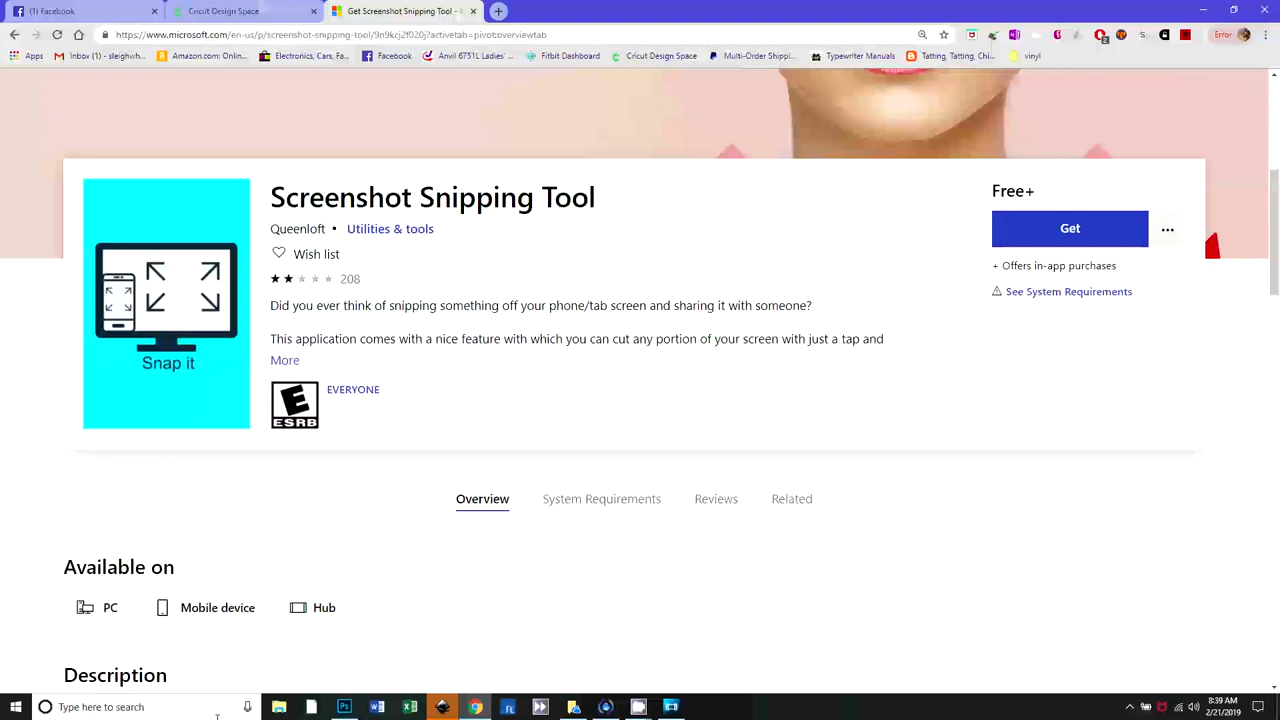 (1) Facebook
Cricut Design Space
Get Screenshot Snipping Tool -
https://www.microsoft.com/en-us/p/screenshot-snipping-tool/9n9kcj2f020j?activetab=pivot:overviewtab
Error
Apps
Inbox (1) - sleighwh...
Amazon.com: Onlin...
Electronics, Cars, Fa...
Facebook
Anvil 6751L Ladies'...
Fitbit Dashboard
Cricut Design Space
Multi-Order Shippin...
Typewriter Manuals
Tatting, Tatting, Chi...
vinyl
Screenshot Snipping Tool
Queenloft • Utilities & tools
Wish list
208
Did you ever think of snipping something off your phone/tab screen and sharing it with someone?
This application comes with a nice feature with which you can cut any portion of your screen with just a tap and
More
E
ESRB
EVERYONE
Snap it
Free+
Get
+ Offers in-app purchases
See System Requirements
Overview
System Requirements
Reviews
Related
Available on
PC
Mobile device
Hub
Description
Type here to search
8:39 AM
2/21/2019